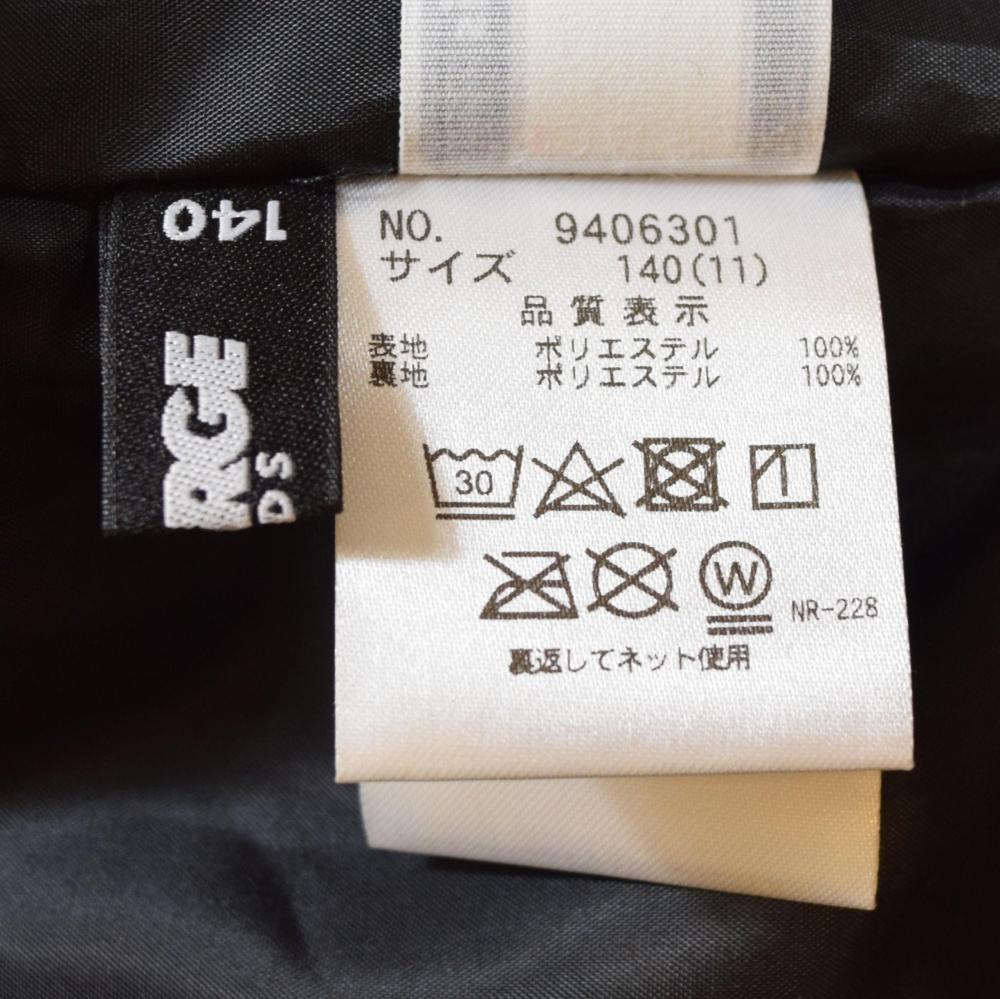 NO. 9406301
サイズ 140(11)
品質表示
表地 ポリエステル 100%
裏地 ポリエステル 100%
30
W
NR-228
裏返してネット使用
140
RGE
DS